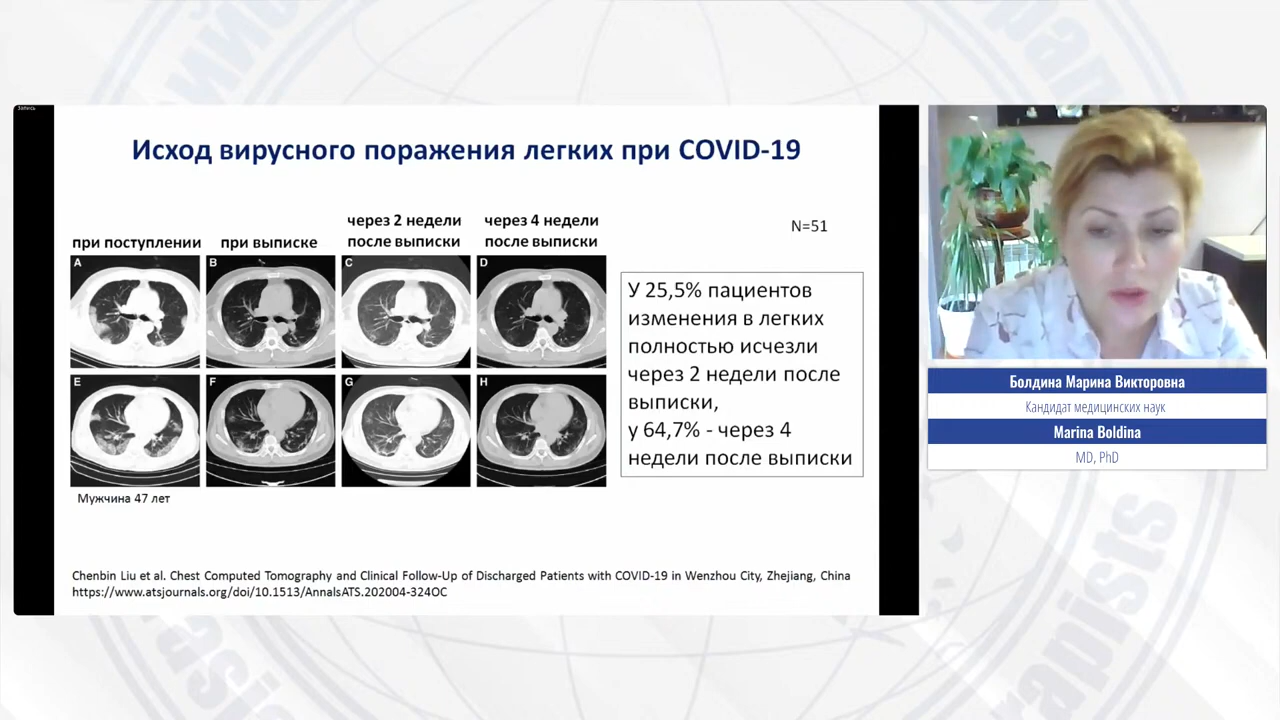 Запись
Исход вирусного поражения легких при COVID-19
при поступлении
при выписке
через 2 недели
после выписки
через 4 недели
после выписки
N=51
A
B
C
D
E
F
G
H
Мужчина 47 лет
У 25,5% пациентов
изменения в легких
полностью исчезли
через 2 недели после
выписки,
у 64,7% - через 4
недели после выписки
Chenbin Liu et al. Chest Computed Tomography and Clinical Follow-Up of Discharged Patients with COVID-19 in Wenzhou City, Zhejiang, China
https://www.atsjournals.org/doi/10.1513/AnnalsATS.202004-324OC
Болдина Марина Викторовна
Кандидат медицинских наук
Marina Boldina
MD, PhD